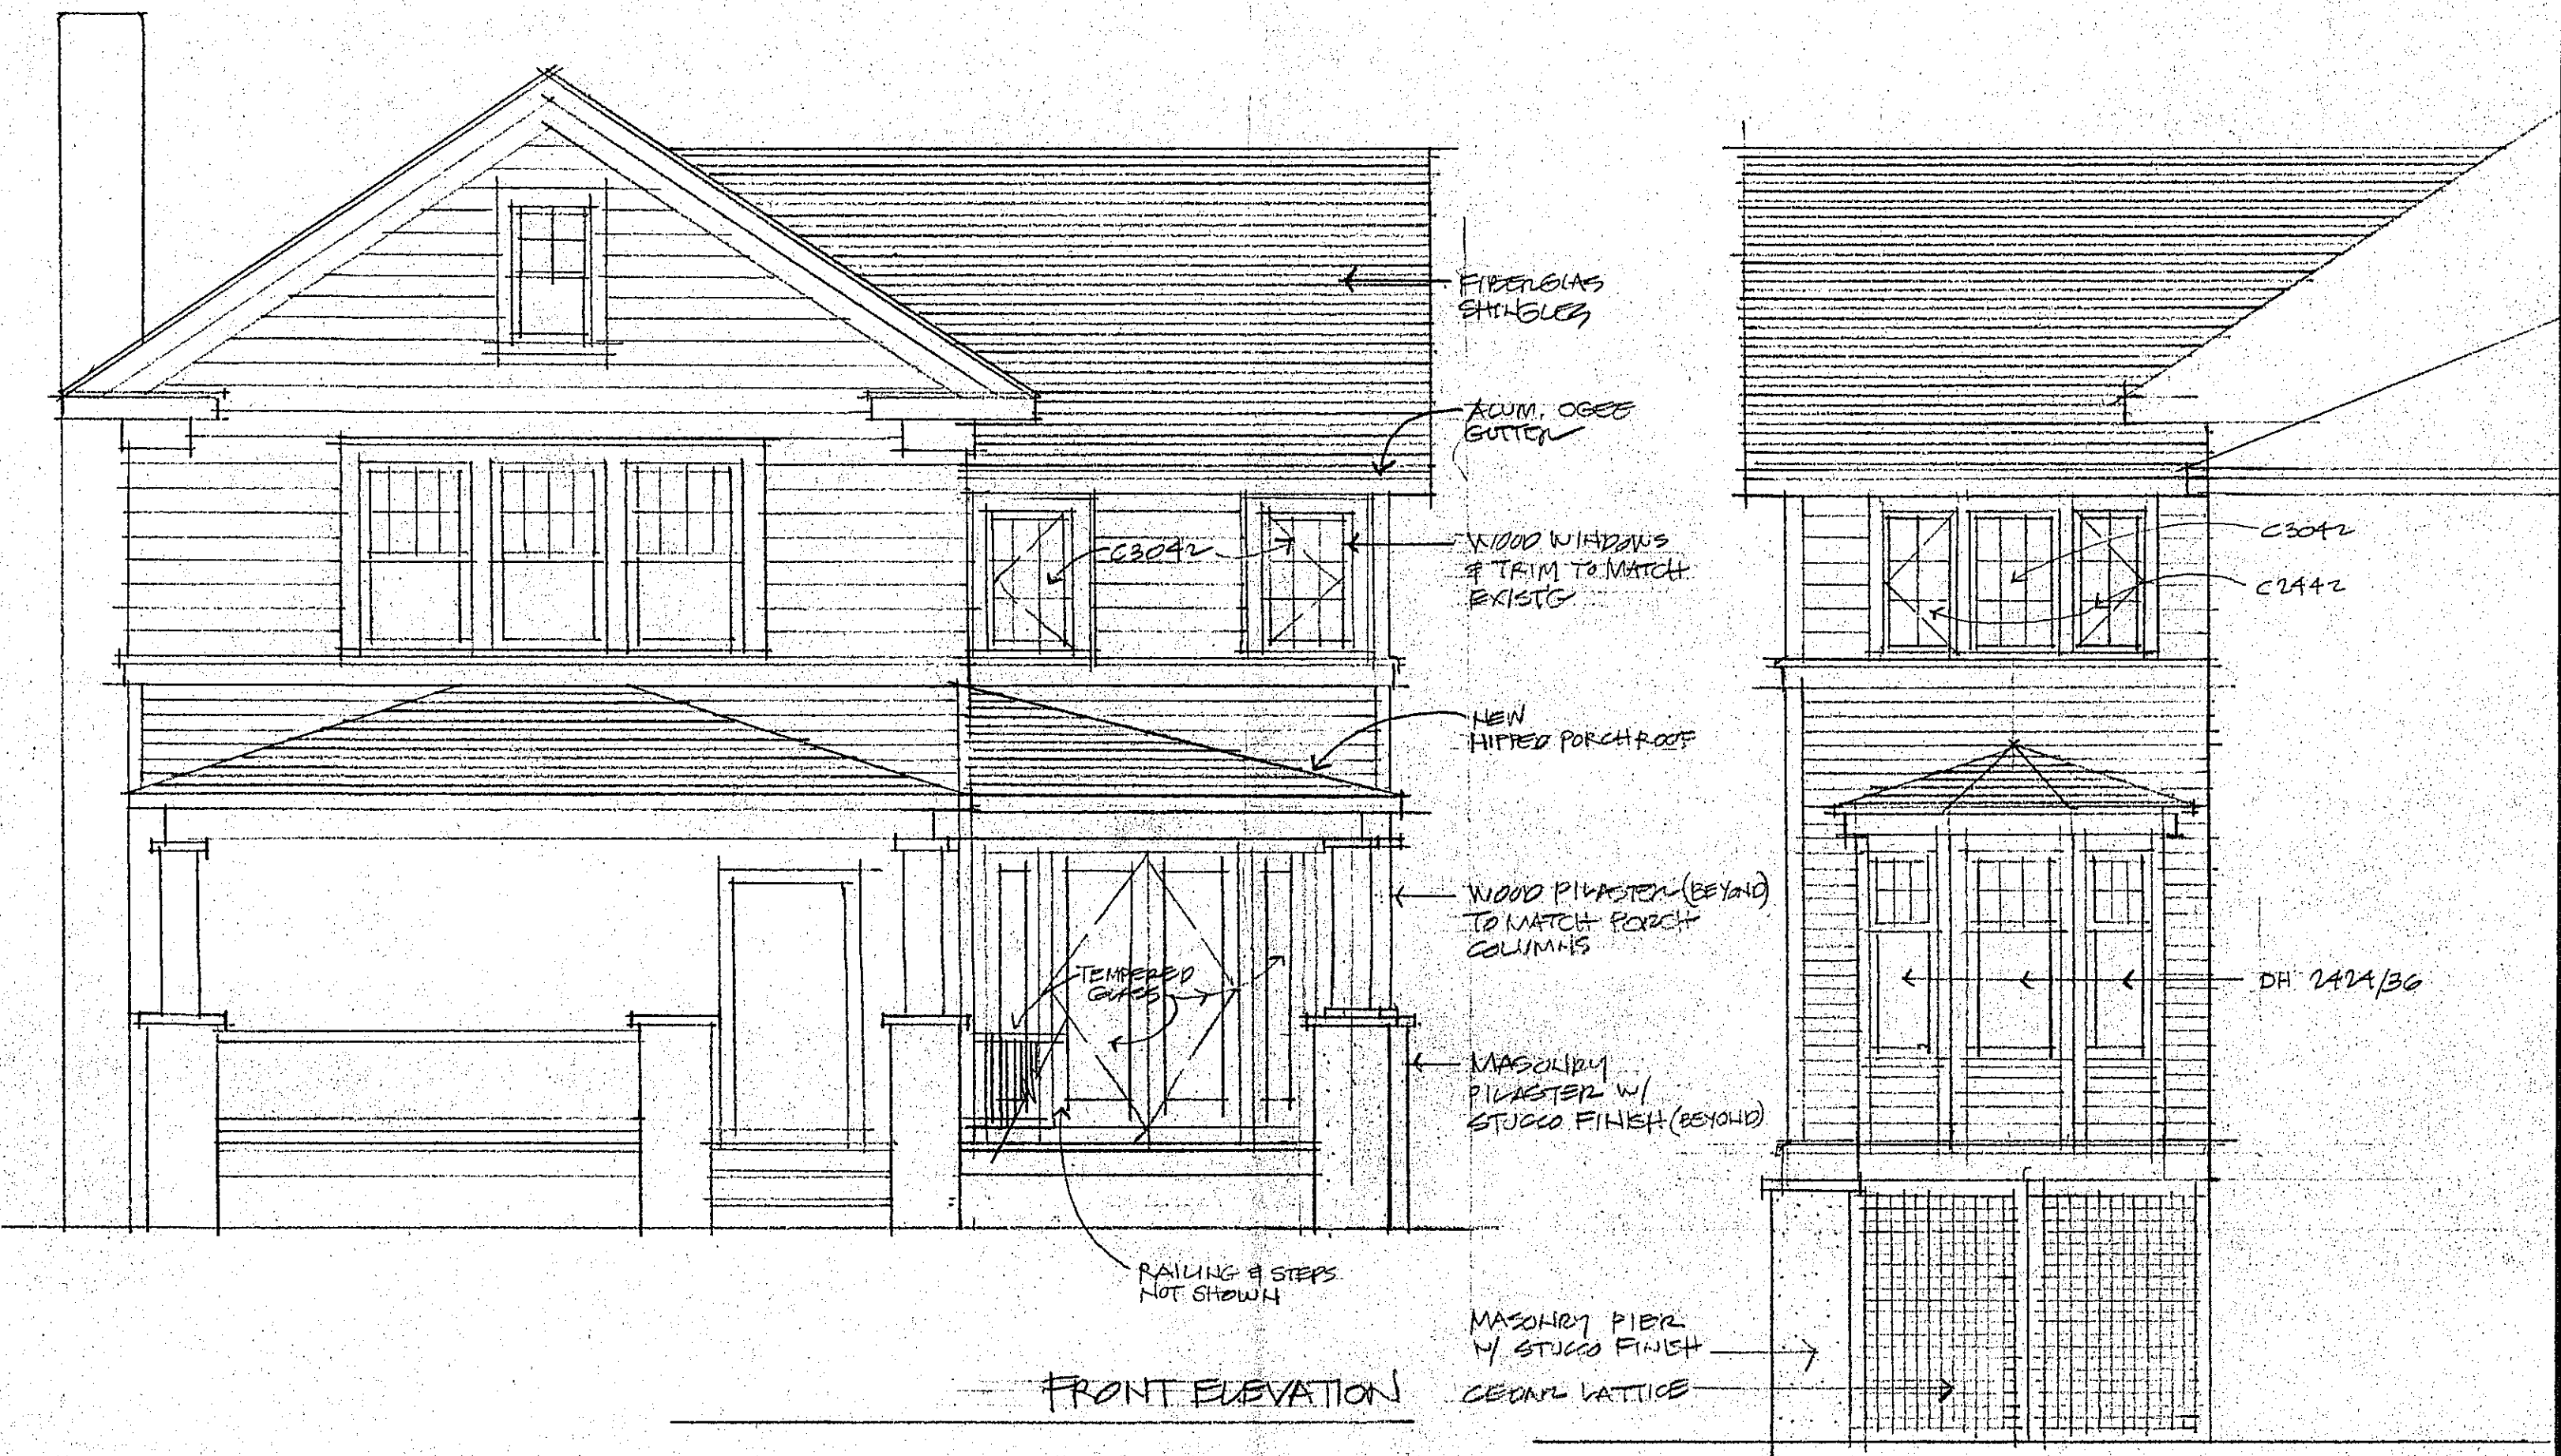 FIBERGLAS
SHINGLES
ALUM. OGEE
GUTTER
C3042
WOOD WINDOWS
& TRIM TO MATCH
EXIST'G
C3042
C2442
NEW
HIPPED PORCH ROOF
WOOD PILASTER (BEYOND)
TO MATCH PORCH
COLUMNS
TEMPERED
GLASS
DH 2424/36
MASONRY
PILASTER W/
STUCCO FINISH (BEYOND)
RAILING & STEPS
NOT SHOWN
MASONRY PIER
W/ STUCCO FINISH
CEDAR LATTICE
FRONT ELEVATION